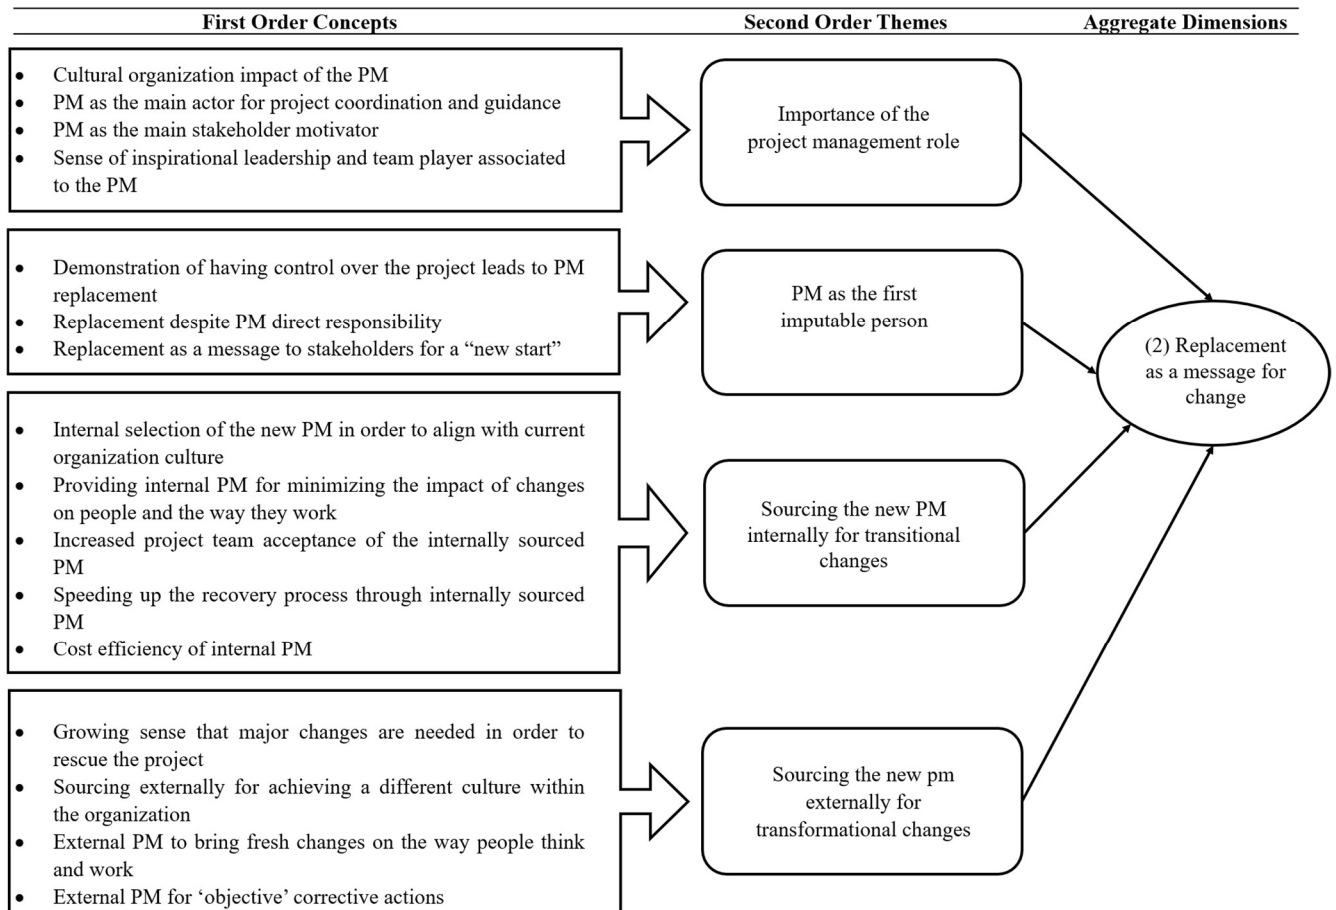 First Order Concepts Second Order Themes Aggregate Dimensions
• Cultural organization impact of the PM
• PM as the main actor for project coordination and guidance
• PM as the main stakeholder motivator
• Sense of inspirational leadership and team player associated
to the PM
Importance of the
project management role
• Demonstration of having control over the project leads to PM
replacement
• Replacement despite PM direct responsibility
• Replacement as a message to stakeholders for a “new start”
PM as the first
imputable person
(2) Replacement
as a message for
change
• Internal selection of the new PM in order to align with current
organization culture
• Providing internal PM for minimizing the impact of changes
on people and the way they work
• Increased project team acceptance of the internally sourced
PM
• Speeding up the recovery process through internally sourced
PM
• Cost efficiency of internal PM
Sourcing the new PM
internally for transitional
changes
• Growing sense that major changes are needed in order to
rescue the project
• Sourcing externally for achieving a different culture within
the organization
• External PM to bring fresh changes on the way people think
and work
• External PM for ‘objective’ corrective actions
Sourcing the new pm
externally for
transformational changes